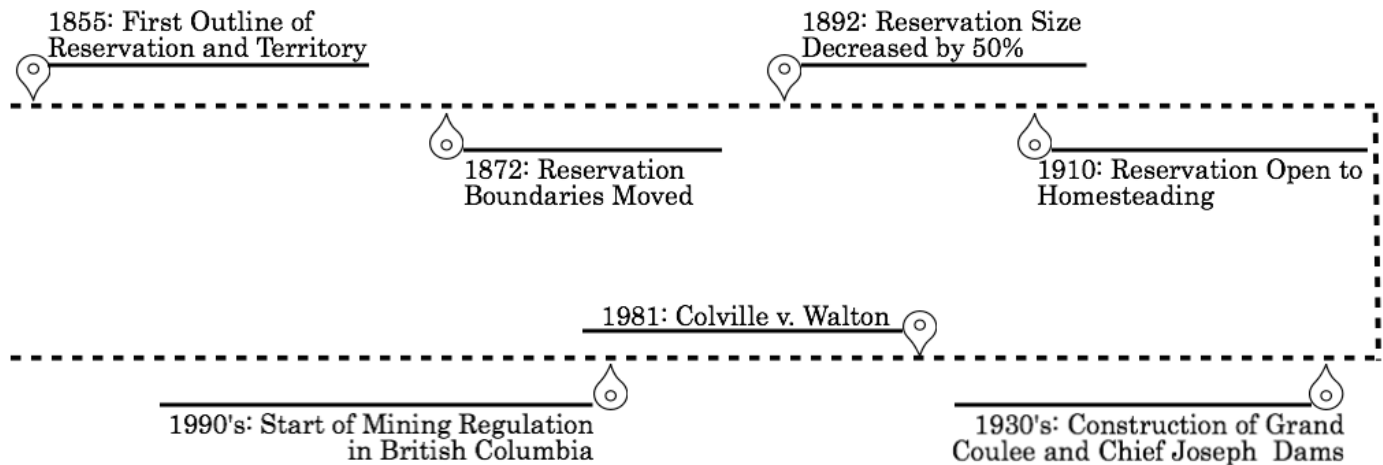 1855: First Outline of
Reservation and Territory
1872: Reservation
Boundaries Moved
1892: Reservation Size
Decreased by 50%
1910: Reservation Open to
Homesteading
1930's: Construction of Grand
Coulee and Chief Joseph Dams
1981: Colville v. Walton
1990's: Start of Mining Regulation
in British Columbia